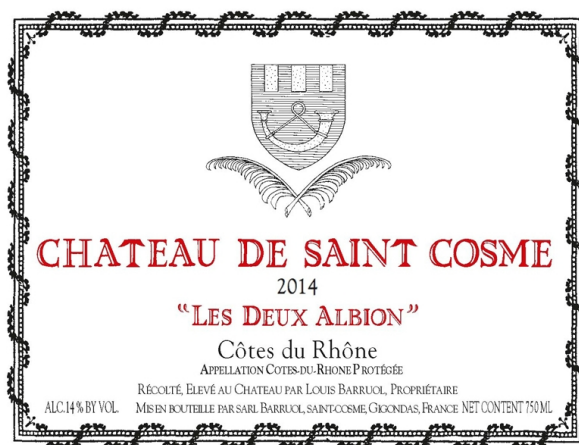 CHATEAU DE SAINT COSME
2014
"LES DEUX ALBION"
Côtes du Rhône
APPELLATION COTES-DU-RHONE PROTÉGÉE
RÉCOLTÉ, ELEVÉ AU CHATEAU PAR LOUIS BARRUOL, PROPRIÉTAIRE
ALC.14 % BY VOL. MIS EN BOUTEILLE PAR SARL BARRUOL, SAINT-COSME, GIGONDAS, FRANCE NET CONTENT 750 ML